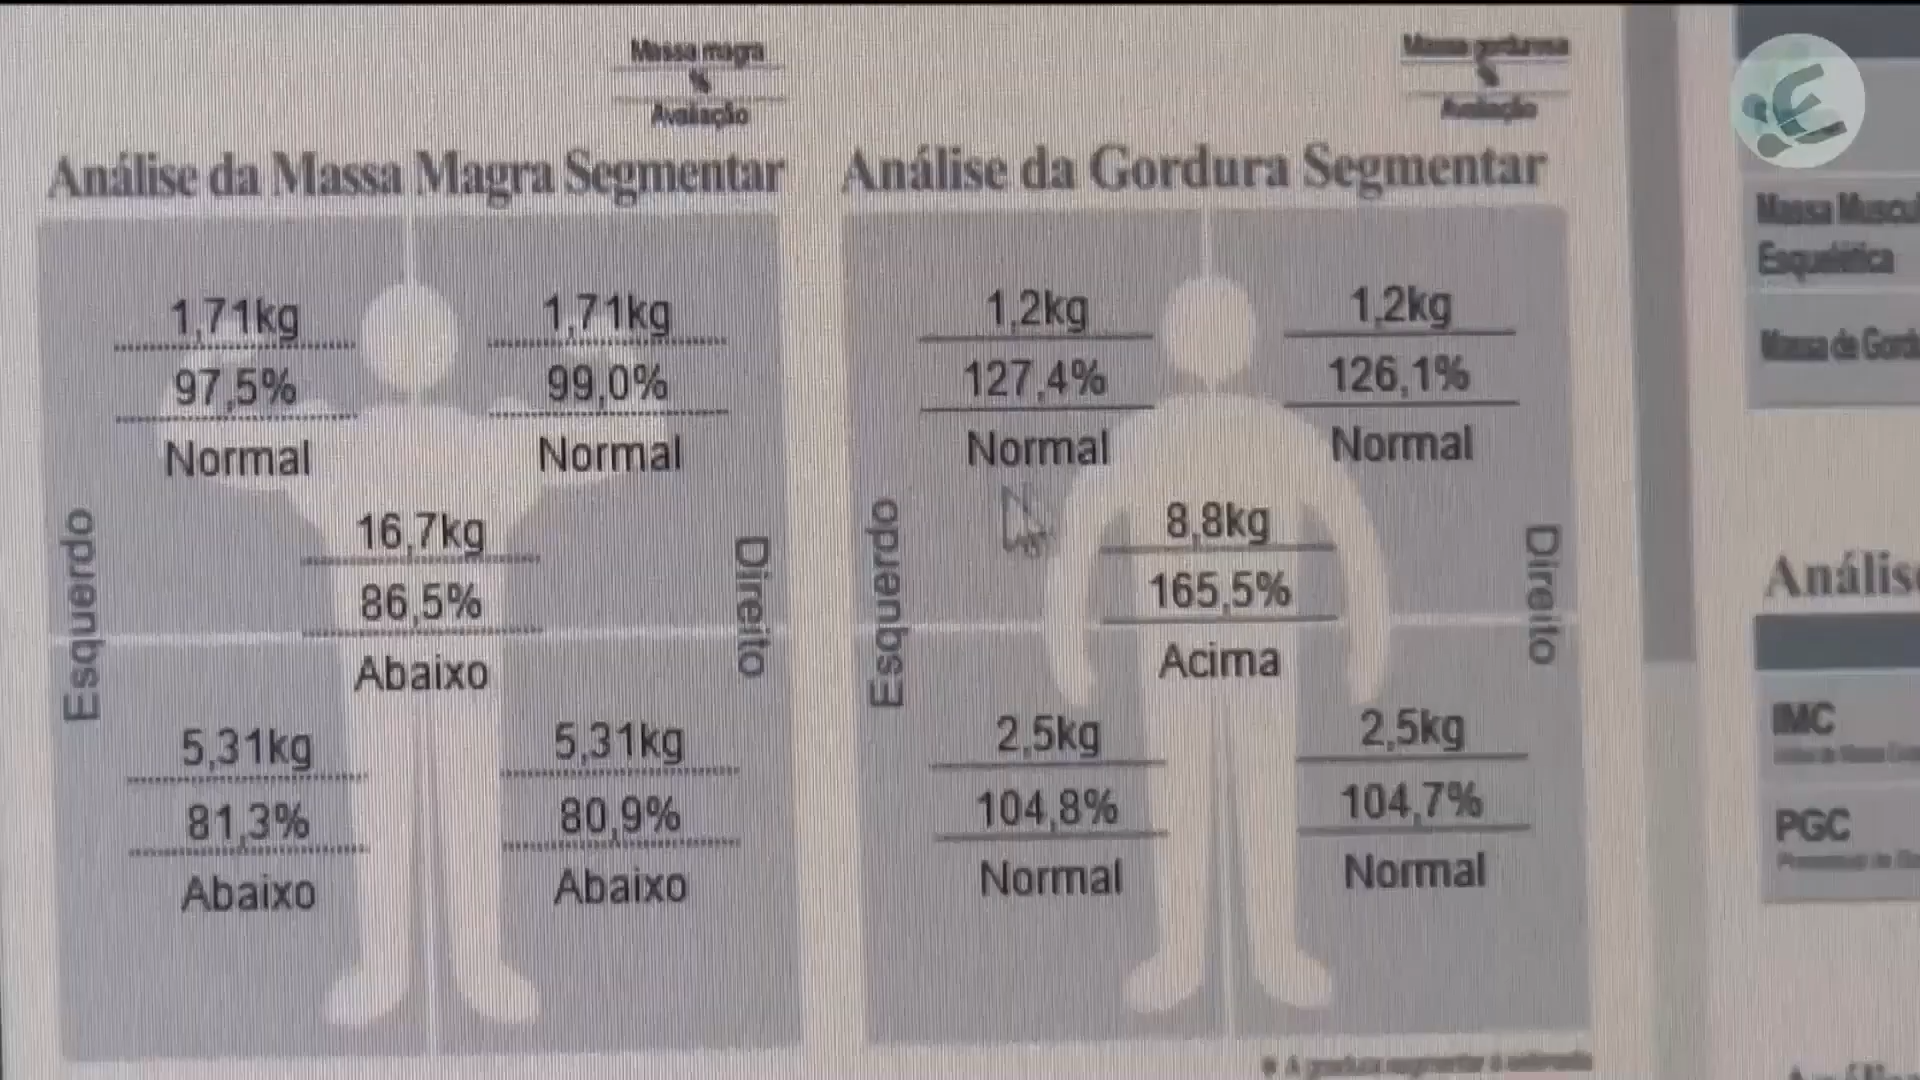 Massa magra
%
Avaliação
Análise da Massa Magra Segmentar
1,71kg
97,5%
Normal
1,71kg
99,0%
Normal
16,7kg
86,5%
Abaixo
Esquerdo
Direito
5,31kg
81,3%
Abaixo
5,31kg
80,9%
Abaixo
Massa gordurosa
%
Avaliação
Análise da Gordura Segmentar
1,2kg
127,4%
Normal
1,2kg
126,1%
Normal
8,8kg
165,5%
Acima
Esquerdo
Direito
2,5kg
104,8%
Normal
2,5kg
104,7%
Normal
* A gordura segmentar é estimada
Massa Muscul
Esquelética
Massa de Gord
Anális
IMC
PGC